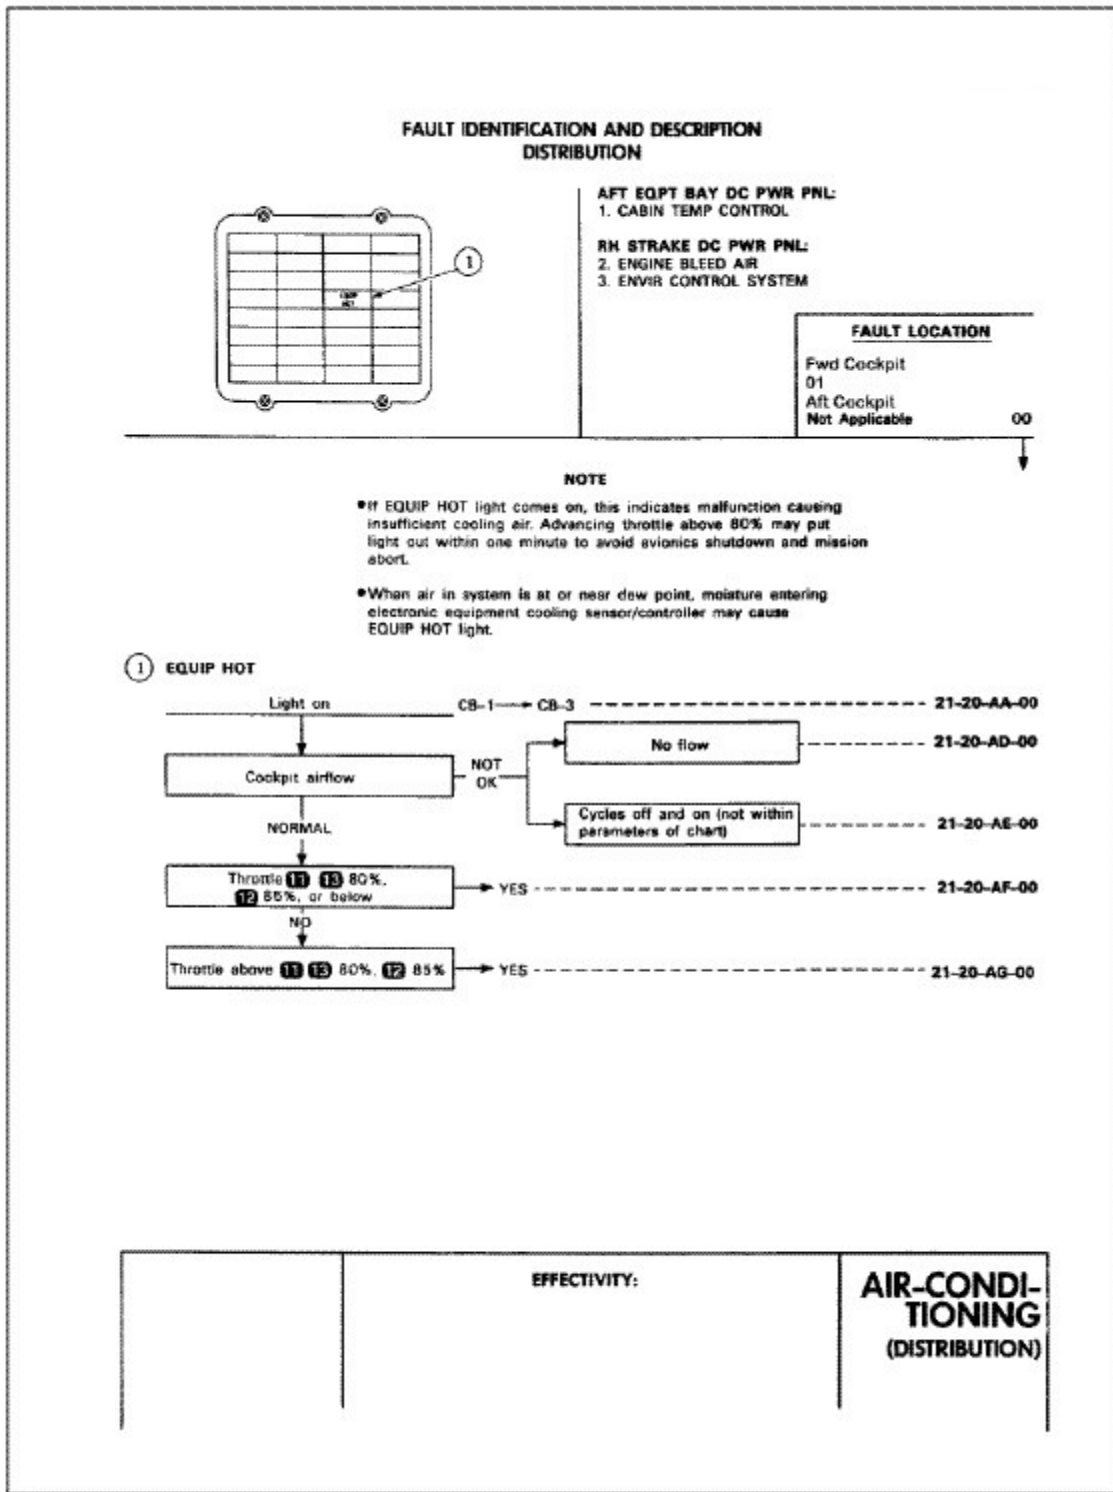 FAULT IDENTIFICATION AND DESCRIPTION
DISTRIBUTION
1
EQUIP
HOT
AFT EQPT BAY DC PWR PNL:
1. CABIN TEMP CONTROL
RH STRAKE DC PWR PNL:
2. ENGINE BLEED AIR
3. ENVIR CONTROL SYSTEM
FAULT LOCATION
Fwd Cockpit
01
Aft Cockpit
Not Applicable 00
NOTE
●If EQUIP HOT light comes on, this indicates malfunction causing
insufficient cooling air. Advancing throttle above 80% may put
light out within one minute to avoid avionics shutdown and mission
abort.
●When air in system is at or near dew point, moisture entering
electronic equipment cooling sensor/controller may cause
EQUIP HOT light.
1 EQUIP HOT
Light on CB-1 CB-3 21-20-AA-00
No flow 21-20-AD-00
Cockpit airflow NOT
OK
Cycles off and on (not within
parameters of chart) 21-20-AE-00
NORMAL
Throttle 11 13 80%,
12 85%, or below YES 21-20-AF-00
NO
Throttle above 11 13 80%, 12 85% YES 21-20-AG-00
EFFECTIVITY:
AIR-CONDI-
TIONING
(DISTRIBUTION)